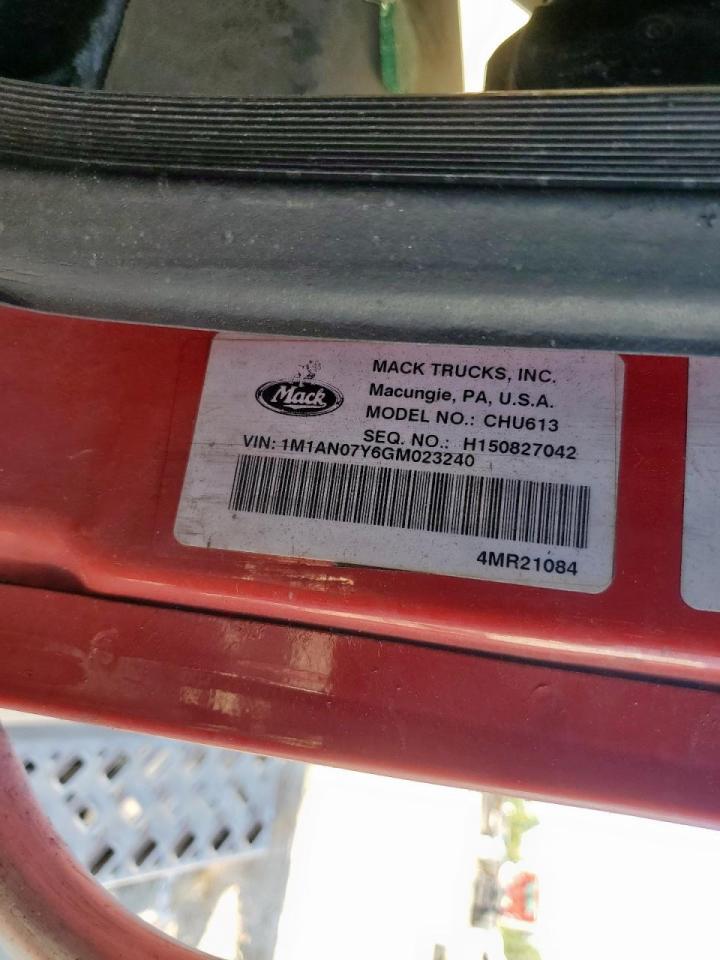 Mack
MACK TRUCKS, INC.
Macungie, PA, U.S.A.
MODEL NO.: CHU613
SEQ. NO.: H150827042
VIN: 1M1AN07Y6GM023240
4MR21084